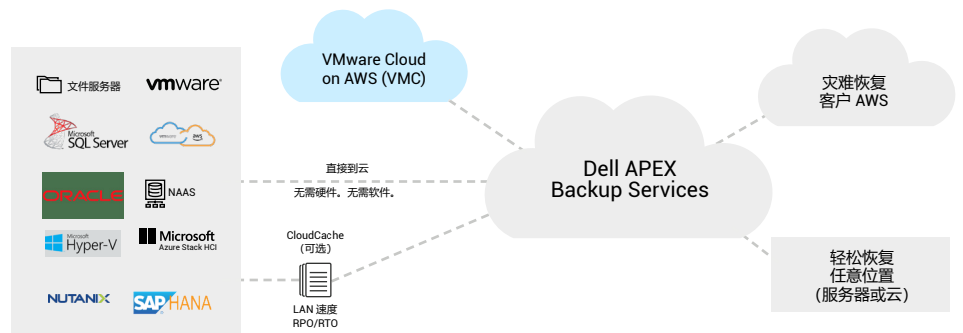 文件服务器
vmware®
Microsoft
SQL Server
vmware
aws
ORACLE
NAAS
Microsoft
Hyper-V
Microsoft
Azure Stack HCI
NUTANIX
SAP HANA
VMware Cloud
on AWS (VMC)
直接到云
无需硬件。无需软件。
CloudCache
(可选)
LAN 速度
RPO/RTO
Dell APEX
Backup Services
灾难恢复
客户 AWS
轻松恢复
任意位置
(服务器或云)